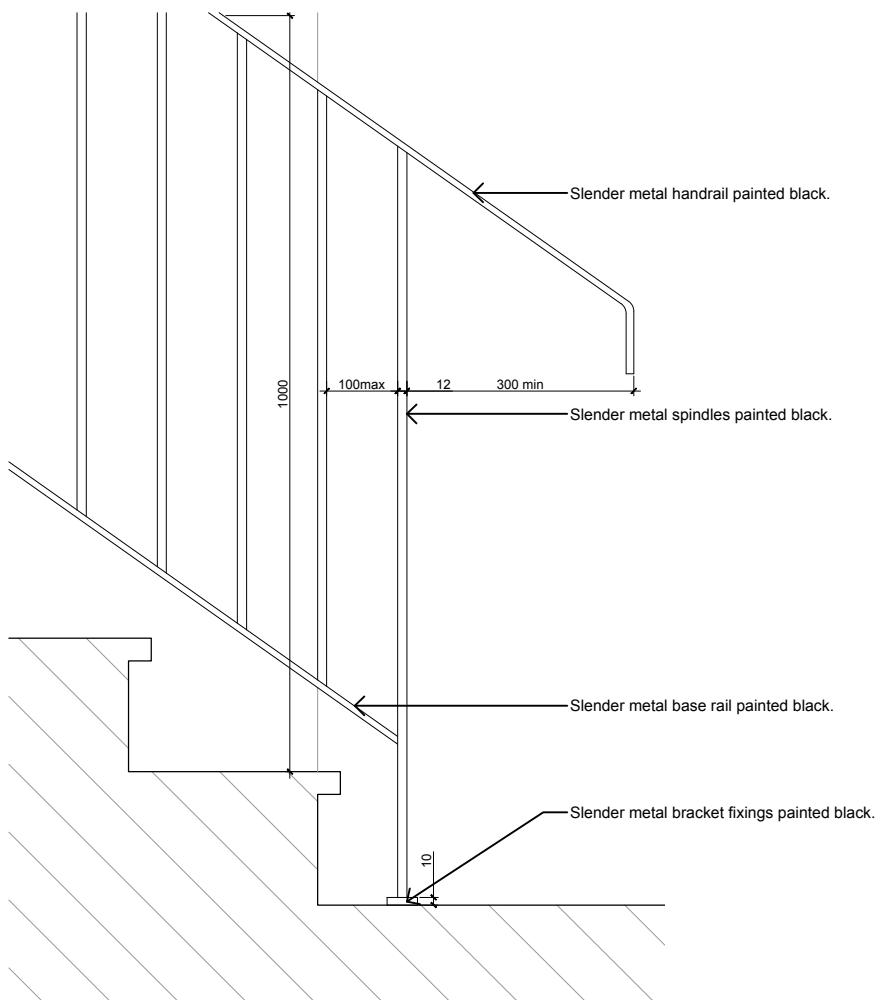 Slender metal handrail painted black.
1000
100max
12
300 min
Slender metal spindles painted black.
Slender metal base rail painted black.
Slender metal bracket fixings painted black.
10